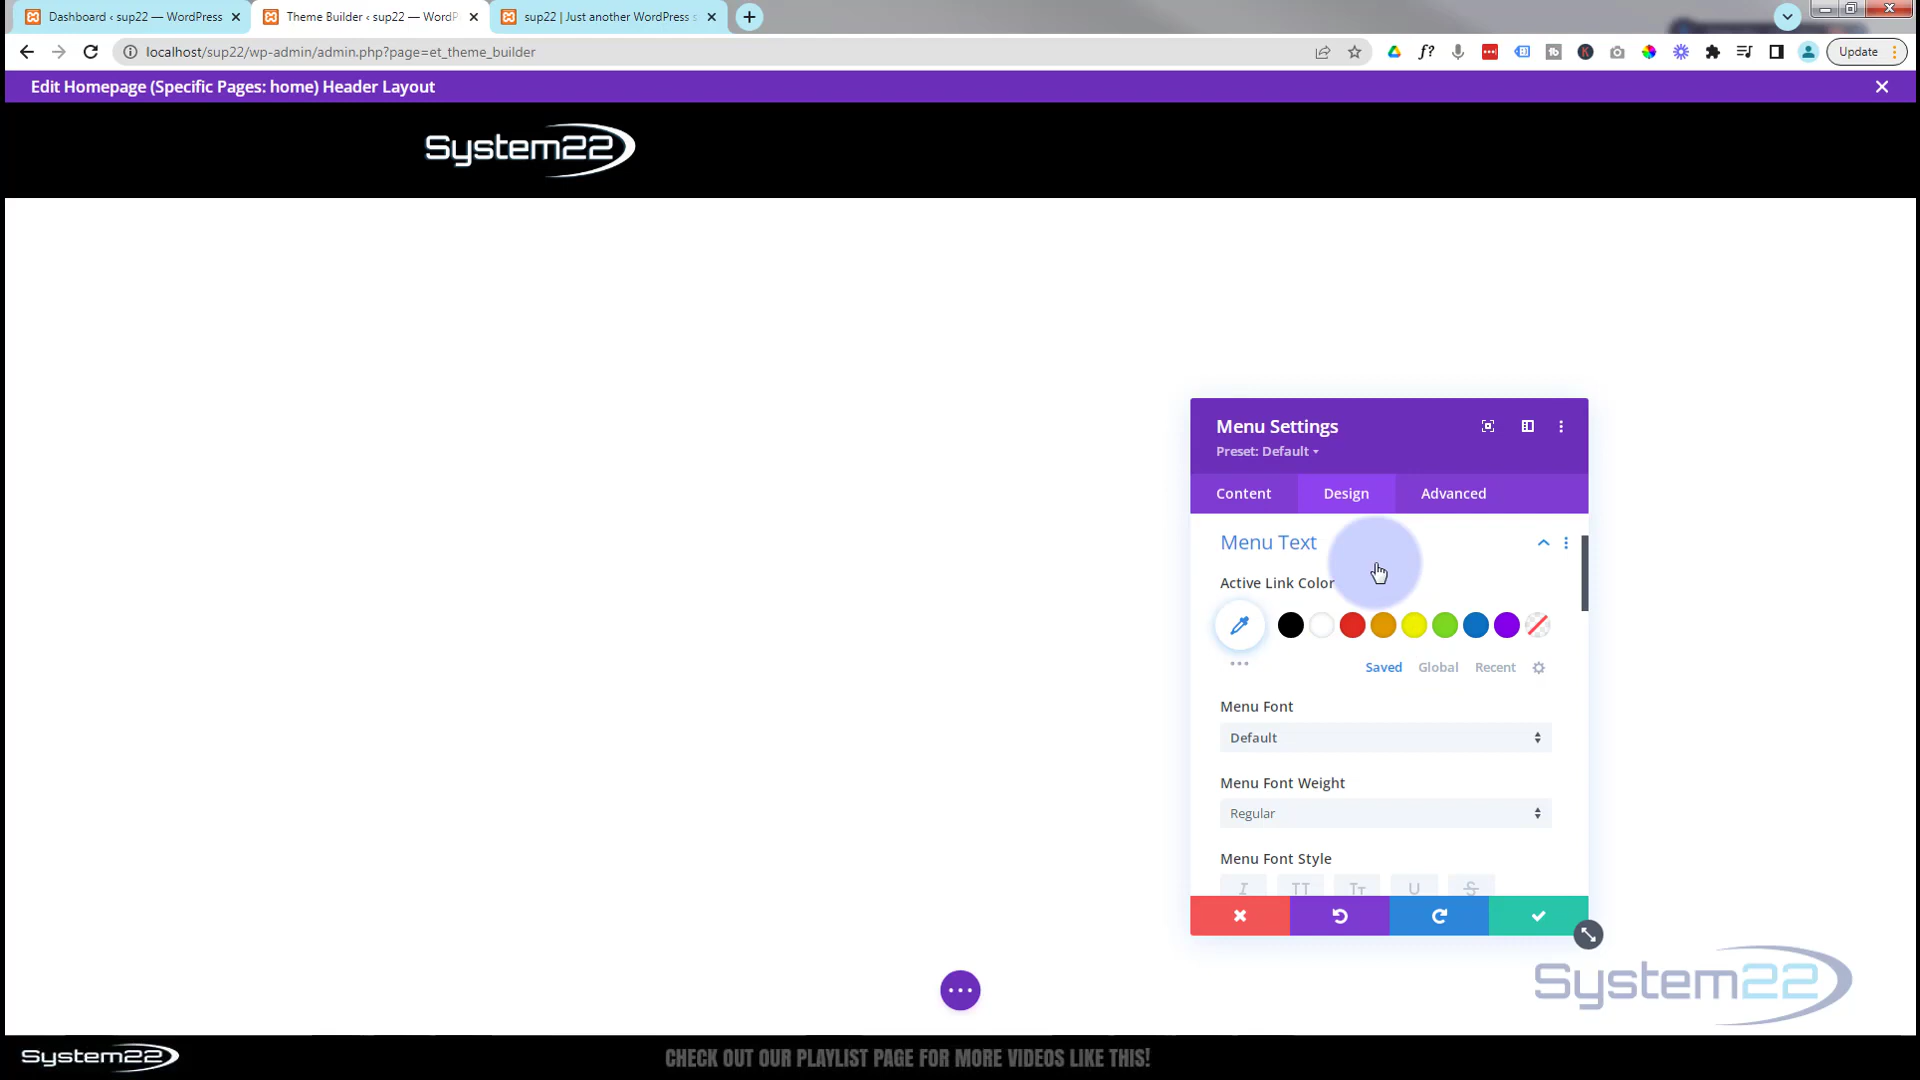 Dashboard ‹ sup22 — WordPress
Theme Builder ‹ sup22 — WordP
sup22 | Just another WordPress s
localhost/sup22/wp-admin/admin.php?page=et_theme_builder
Update
Edit Homepage (Specific Pages: home) Header Layout
System22
Menu Settings
Preset: Default
Content
Design
Advanced
Menu Text
Active Link Color
Saved
Global
Recent
Menu Font
Default
Menu Font Weight
Regular
Menu Font Style
I
TT
Tт
U
S
System22
System22
CHECK OUT OUR PLAYLIST PAGE FOR MORE VIDEOS LIKE THIS!